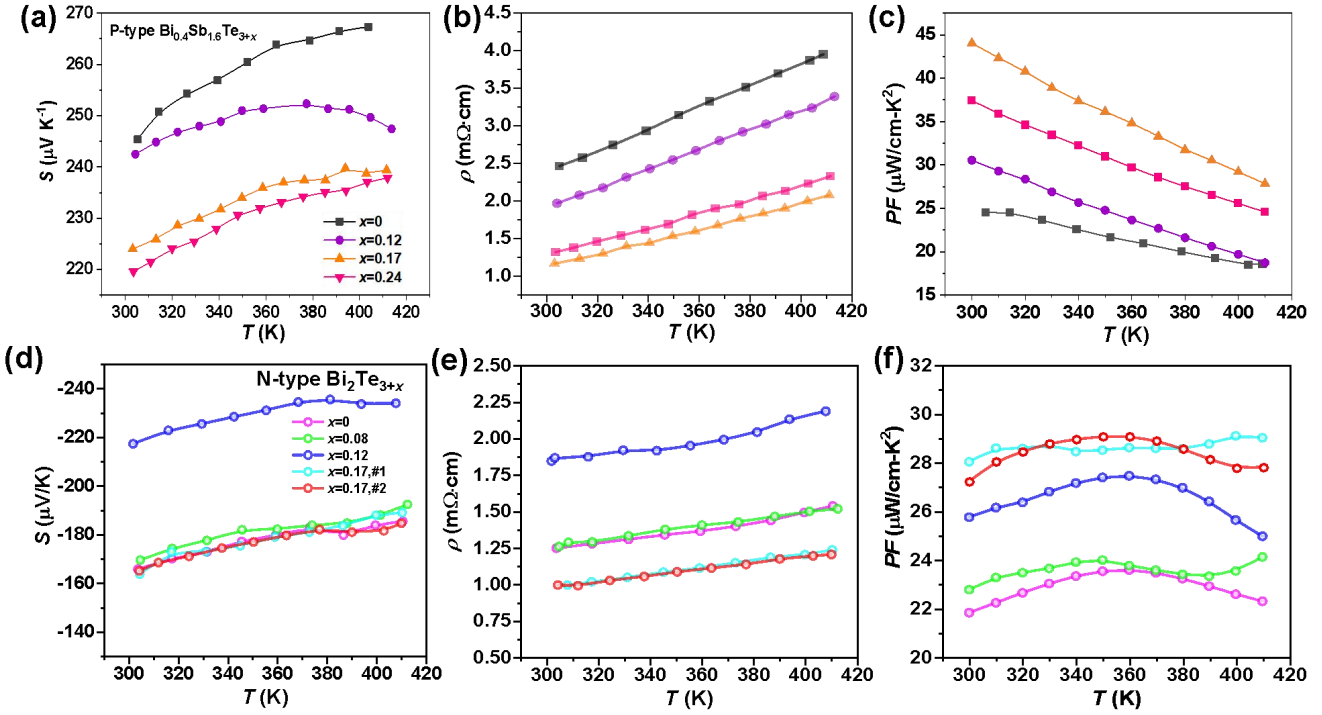 (a)
P-type Bi0.4Sb1.6Te3+x
270
260
250
240
230
220
S (μV K-1)
x=0
x=0.12
x=0.17
x=0.24
300 320 340 360 380 400 420
T (K)
(b)
4.0
3.5
3.0
2.5
2.0
1.5
1.0
ρ (mΩ·cm)
300 320 340 360 380 400 420
T (K)
(c)
45
40
35
30
25
20
15
PF (μW/cm-K2)
300 320 340 360 380 400 420
T (K)
(d)
N-type Bi2Te3+x
-240
-220
-200
-180
-160
-140
S (μV/K)
x=0
x=0.08
x=0.12
x=0.17,#1
x=0.17,#2
300 320 340 360 380 400 420
T (K)
(e)
2.50
2.25
2.00
1.75
1.50
1.25
1.00
0.75
0.50
ρ (mΩ·cm)
300 320 340 360 380 400 420
T (K)
(f)
32
30
28
26
24
22
20
PF (μW/cm-K2)
300 320 340 360 380 400 420
T (K)